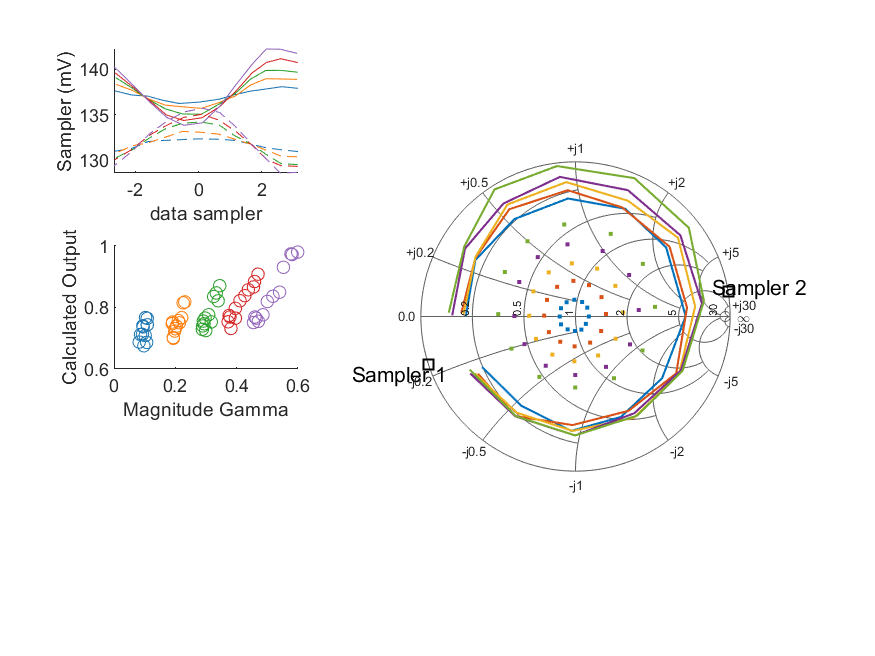 Sampler (mV)
140
135
130
-2
0
2
data sampler
Calculated Output
1
0.8
0.6
0
0.2
0.4
0.6
Magnitude Gamma
+j1
+j0.5
+j2
+j0.2
+j5
Sampler 2
+j30
0.0
0.2
0.5
1
2
5
30
∞
-j30
Sampler 1
-j0.2
-j5
-j0.5
-j2
-j1